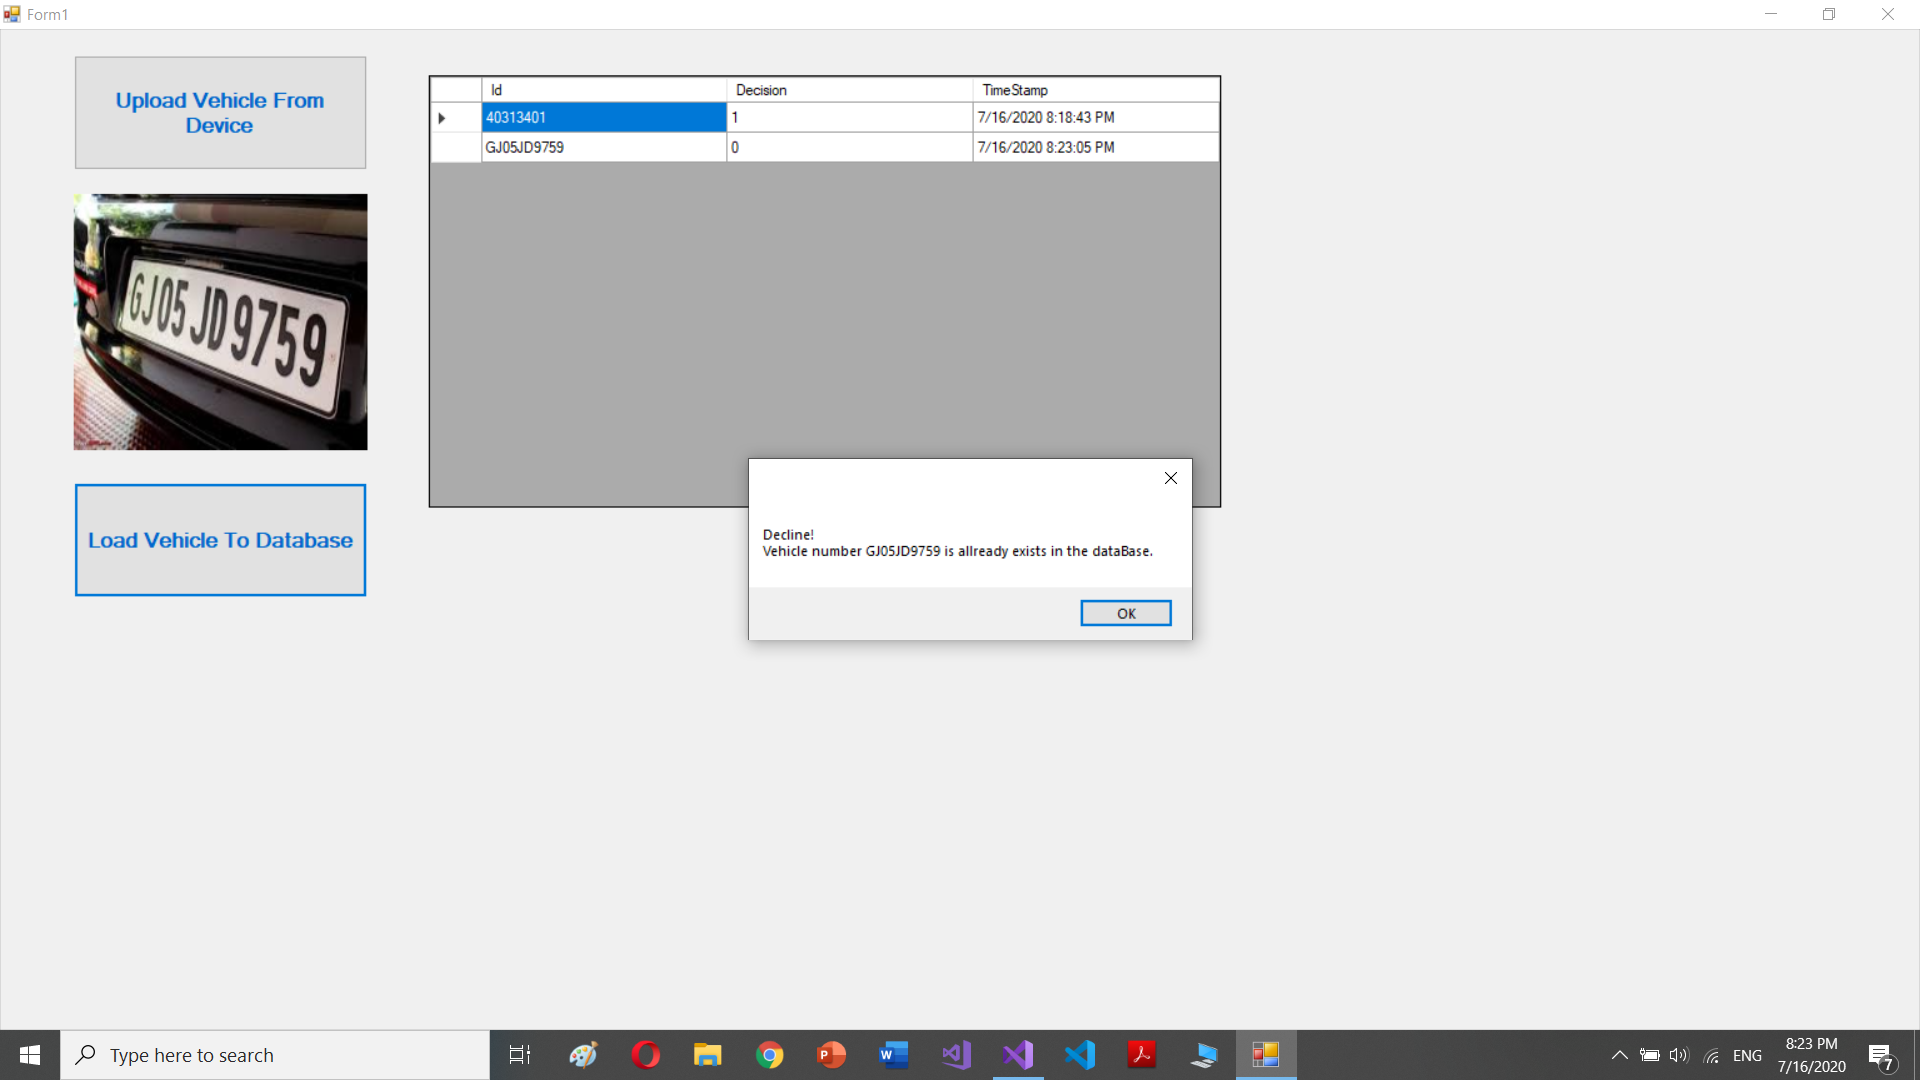 Form1
Upload Vehicle From
Device
Id Decision TimeStamp
40313401 1 7/16/2020 8:18:43 PM
GJ05JD9759 0 7/16/2020 8:23:05 PM
GJ05JD9759
Load Vehicle To Database
Decline!
Vehicle number GJ05JD9759 is allready exists in the dataBase.
OK
Type here to search
ENG
8:23 PM
7/16/2020
7